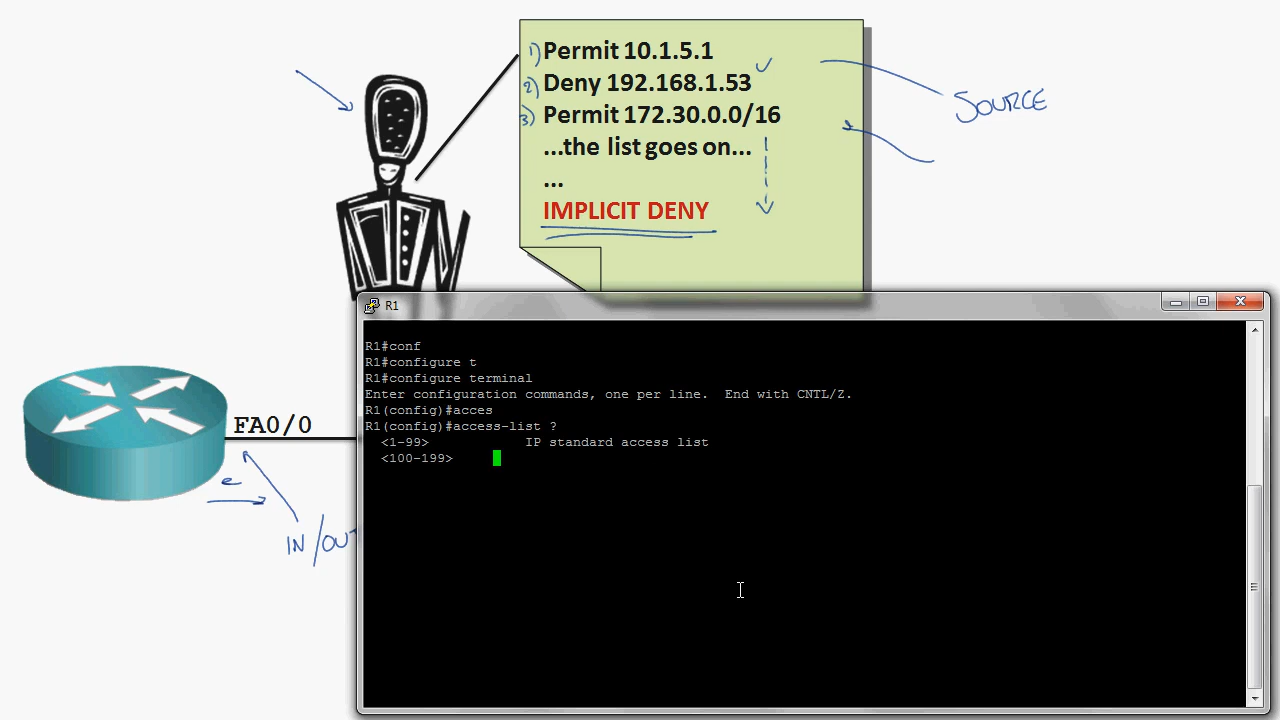 1) Permit 10.1.5.1
2) Deny 192.168.1.53
3) Permit 172.30.0.0/16
...the list goes on...
...
IMPLICIT DENY
SOURCE
FA0/0
e
IN/OUT
R1
R1#conf
R1#configure t
R1#configure terminal
Enter configuration commands, one per line.  End with CNTL/Z.
R1(config)#acces
R1(config)#access-list ?
<1-99>            IP standard access list
<100-199>